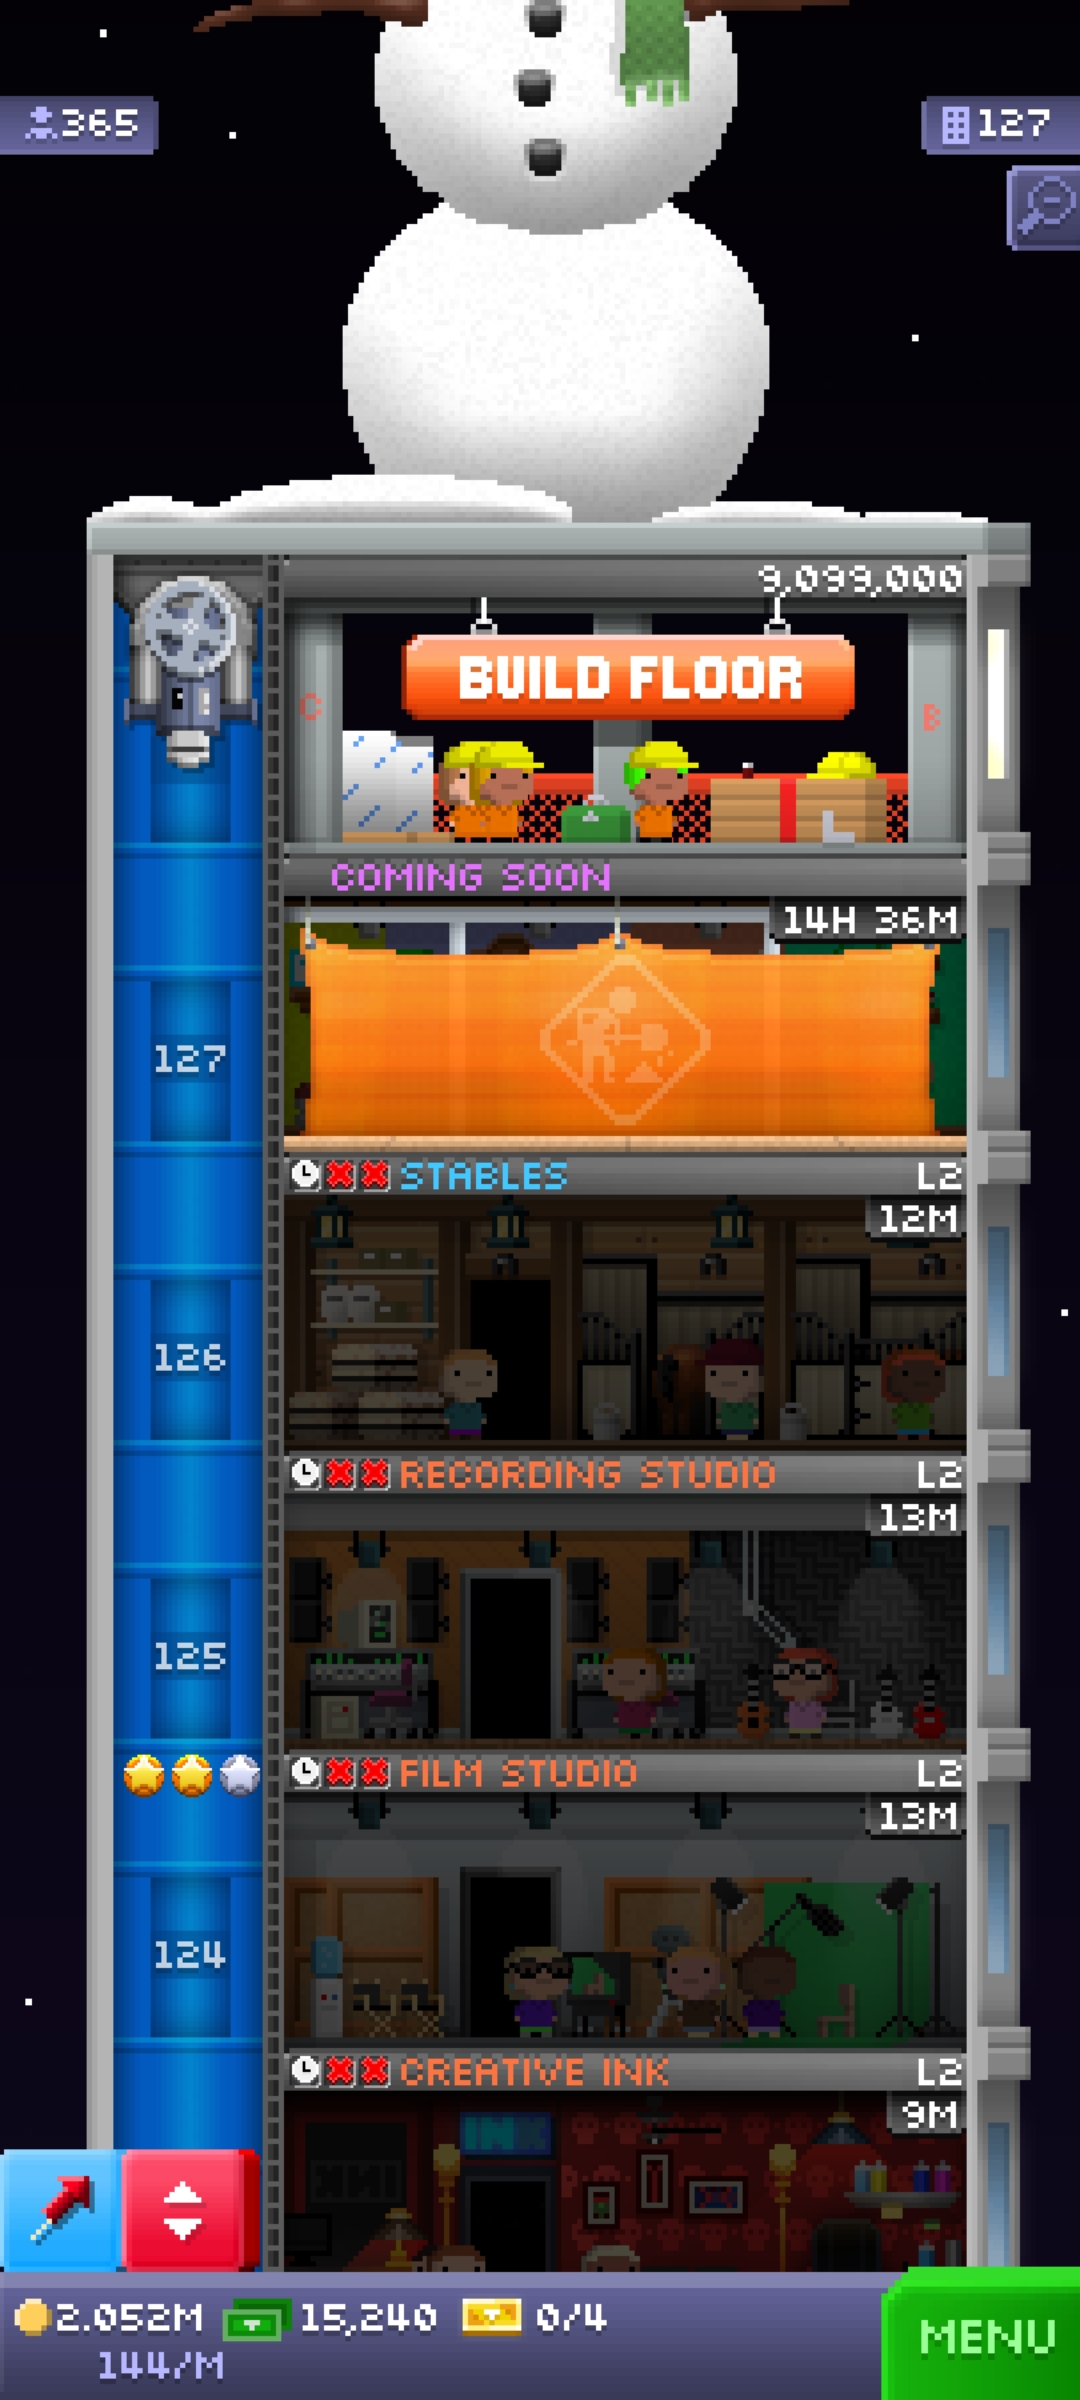 365
127
9,099,000
C
BUILD FLOOR
B
COMING SOON
14H 36M
127
STABLES L2
12M
126
RECORDING STUDIO L2
13M
125
FILM STUDIO L2
13M
124
CREATIVE INK L2
9M
INK
2.052M 15,240 0/4
144/M
MENU